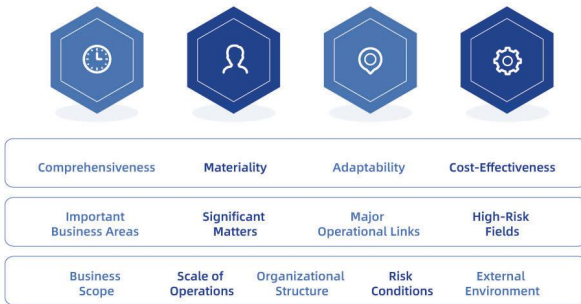 Comprehensiveness Materiality Adaptability Cost-Effectiveness
Important Business Areas Significant Matters Major Operational Links High-Risk Fields
Business Scope Scale of Operations Organizational Structure Risk Conditions External Environment